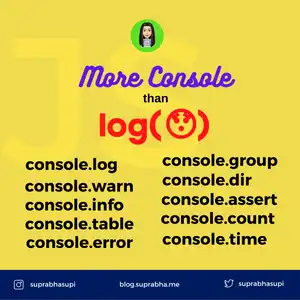 JS
More Console
than
log(😲)
console.log
console.warn
console.info
console.table
console.error
console.group
console.dir
console.assert
console.count
console.time
suprabhasupi
blog.suprabha.me
suprabhasupi